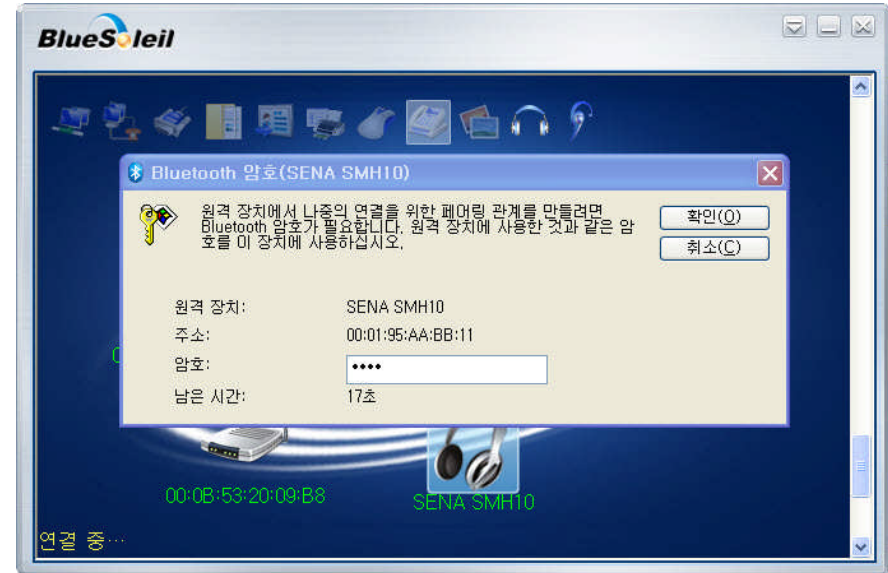 BlueSoleil
Bluetooth 암호(SENA SMH10)
원격 장치에서 나중의 연결을 위한 페어링 관계를 만들려면
Bluetooth 암호가 필요합니다. 원격 장치에 사용한 것과 같은 암
호를 이 장치에 사용하십시오.
확인(O)
취소(C)
원격 장치: SENA SMH10
주소: 00:01:95:AA:BB:11
암호: ••••
남은 시간: 17초
00:0B:53:20:09:B8
SENA SMH10
연결 중...